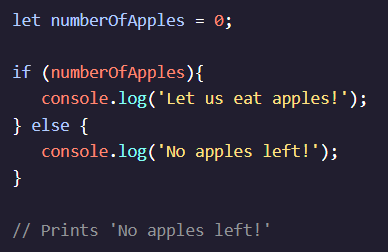 let numberOfApples = 0;

if (numberOfApples){
   console.log('Let us eat apples!');
} else {
   console.log('No apples left!');
}

// Prints 'No apples left!'